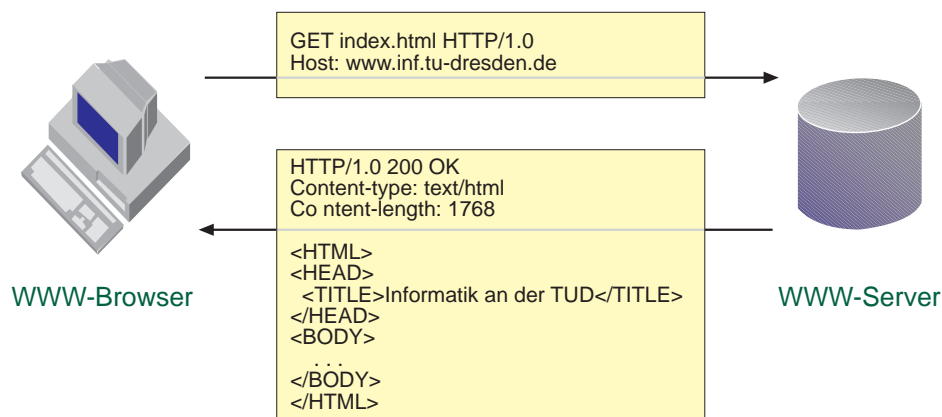 GET index.html HTTP/1.0
Host: www.inf.tu-dresden.de
HTTP/1.0 200 OK
Content-type: text/html
Co ntent-length: 1768
<HTML>
<HEAD>
<TITLE>Informatik an der TUD</TITLE>
</HEAD>
<BODY>
. . .
</BODY>
</HTML>
WWW-Browser
WWW-Server